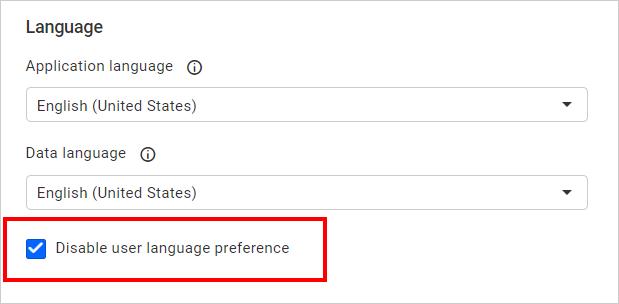 Language
Application language
English (United States)
Data language
English (United States)
Disable user language preference